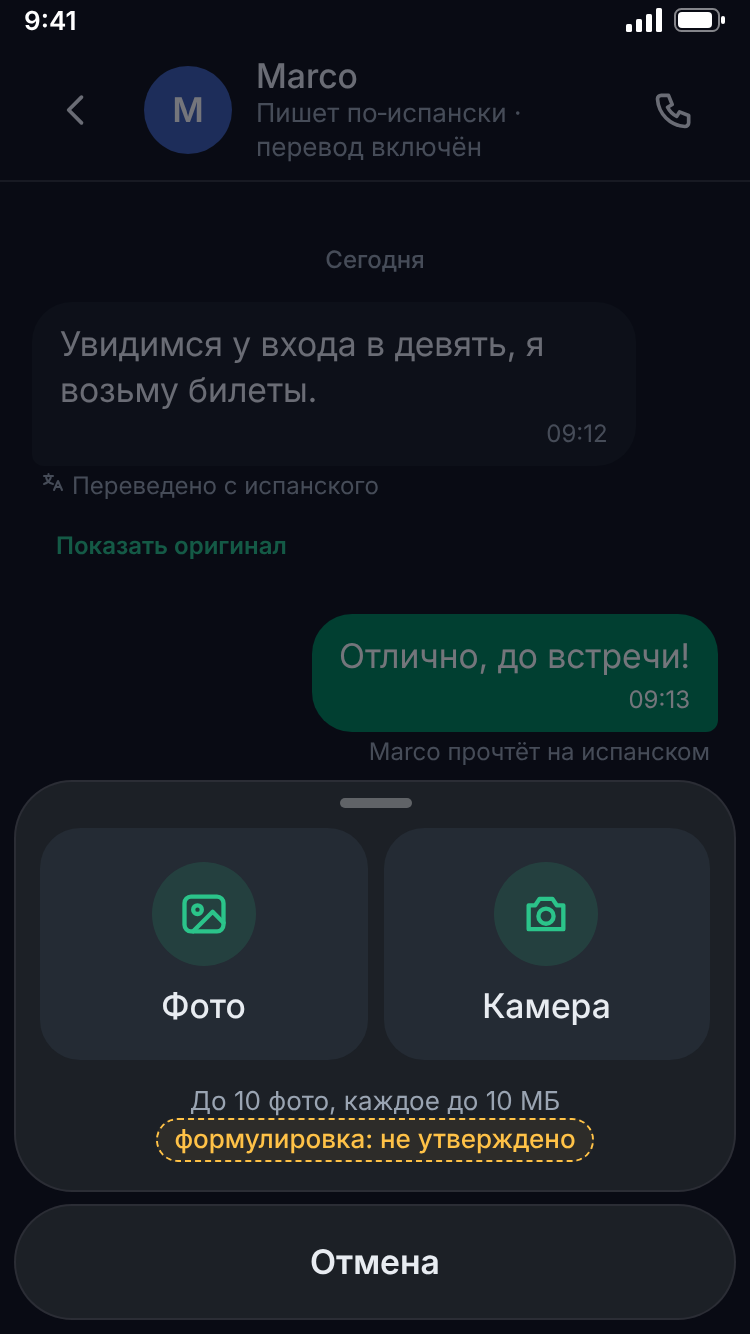 9:41
M
Marco
Пишет по-испански ·
перевод включён
Сегодня
Увидимся у входа в девять, я
возьму билеты.
09:12
Переведено с испанского
Показать оригинал
Отлично, до встречи!
09:13
Marco прочтёт на испанском
Фото
Камера
До 10 фото, каждое до 10 МБ
формулировка: не утверждено
Отмена